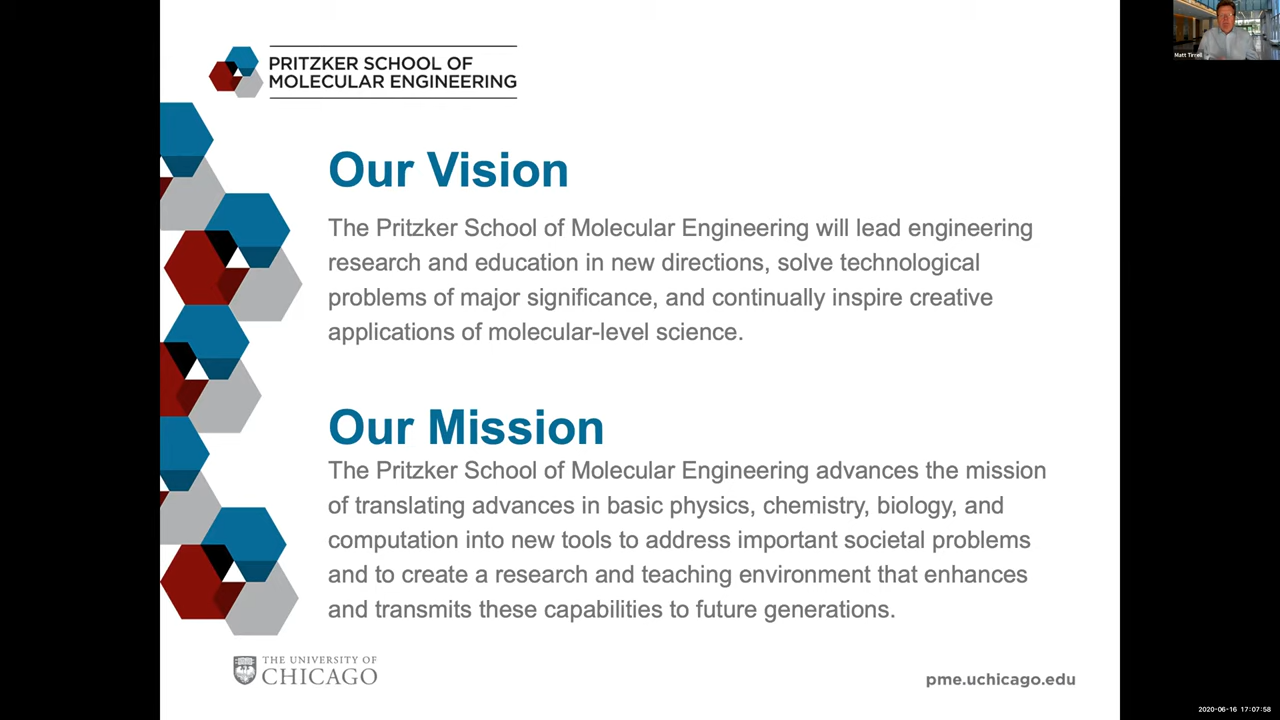 PRITZKER SCHOOL OF
MOLECULAR ENGINEERING
Matt Tirrell
Our Vision
The Pritzker School of Molecular Engineering will lead engineering
research and education in new directions, solve technological
problems of major significance, and continually inspire creative
applications of molecular-level science.
Our Mission
The Pritzker School of Molecular Engineering advances the mission
of translating advances in basic physics, chemistry, biology, and
computation into new tools to address important societal problems
and to create a research and teaching environment that enhances
and transmits these capabilities to future generations.
THE UNIVERSITY OF
CHICAGO
pme.uchicago.edu
2020-06-16 17:07:58